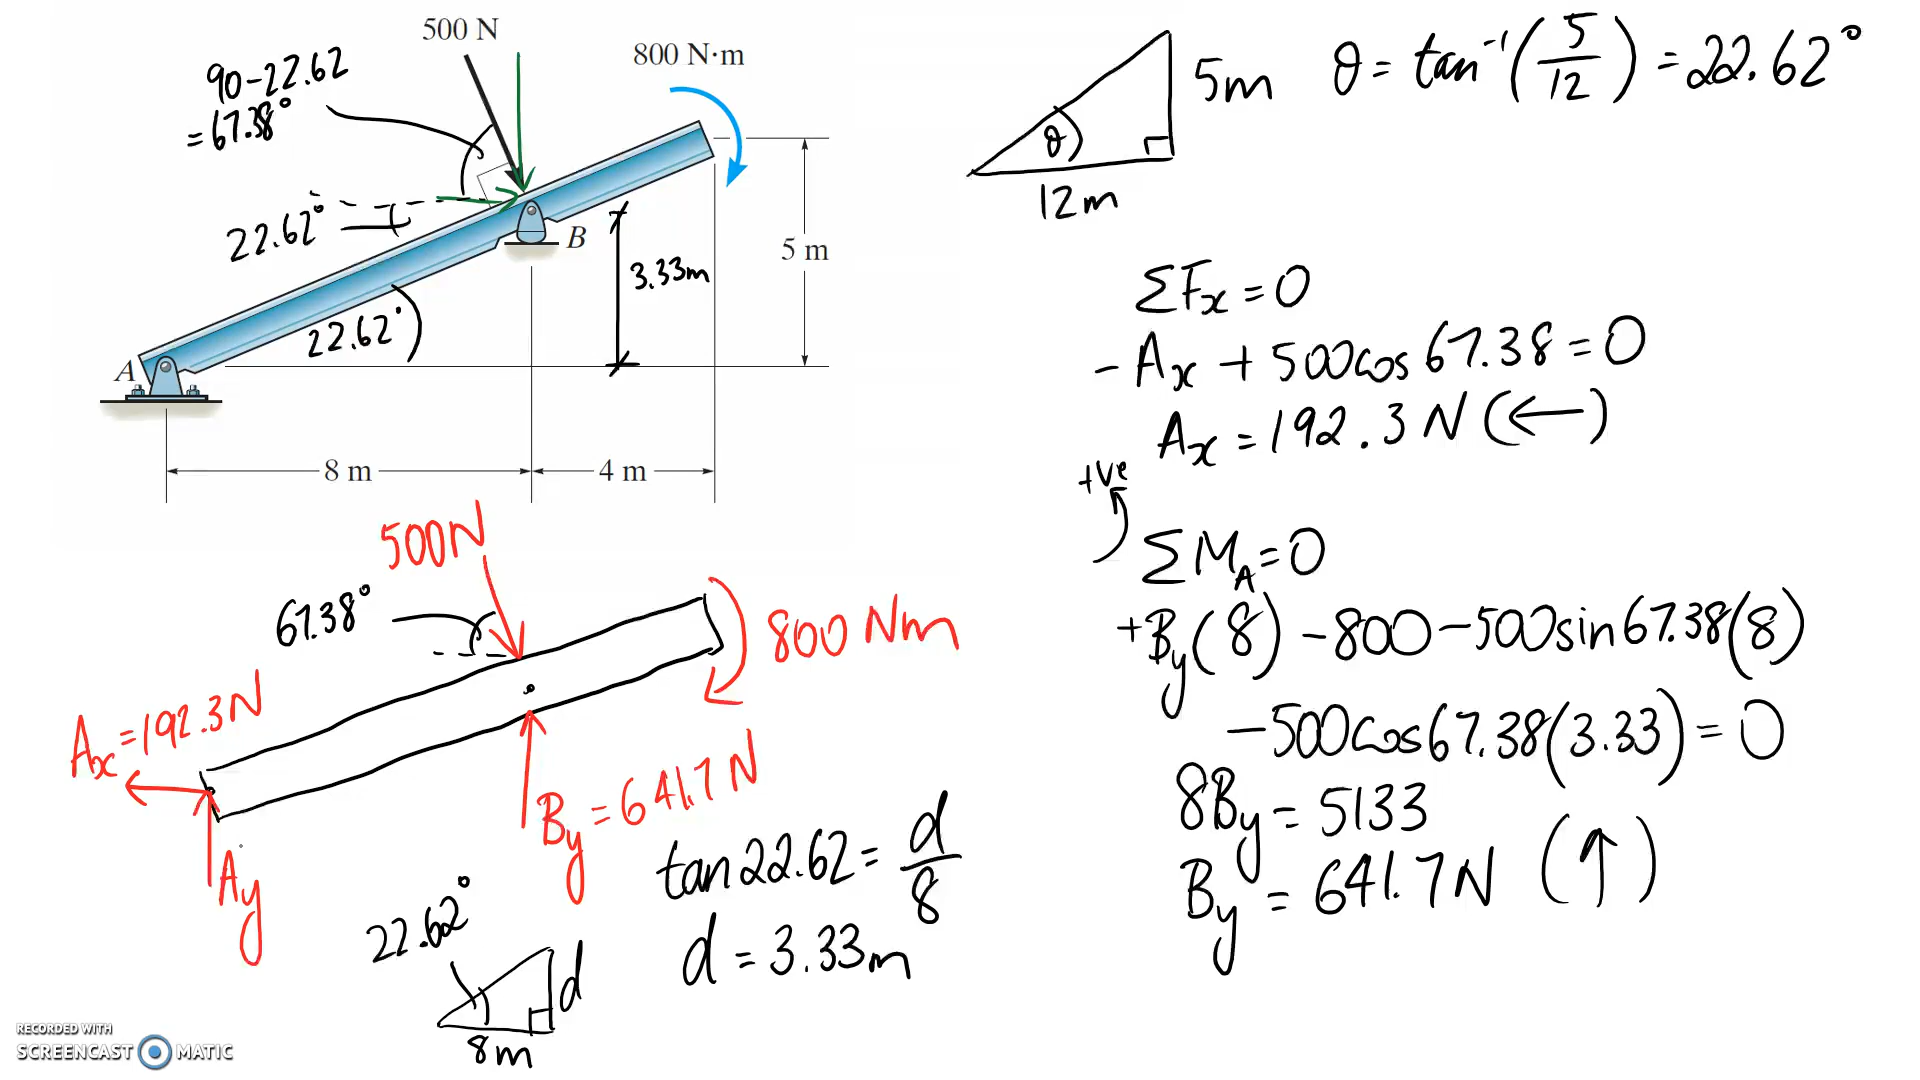 500 N
800 N·m
90-22.62
=67.38°
22.62°
B
3.33m
5 m
22.62°
A
8 m
4 m
5m
θ
12m
θ = tan⁻¹(5/12) = 22.62°
ΣFx = 0
- Ax + 500cos67.38 = 0
Ax = 192.3 N (←)
+ve
ΣMA = 0
+By(8) - 800 - 500sin67.38(8)
- 500cos67.38(3.33) = 0
8By = 5133
By = 641.7N (↑)
500N
67.38°
800 Nm
Ax = 192.3N
By = 641.7 N
Ay
tan22.62 = d/8
d = 3.33m
22.62°
d
8m
RECORDED WITH
SCREENCAST MATIC